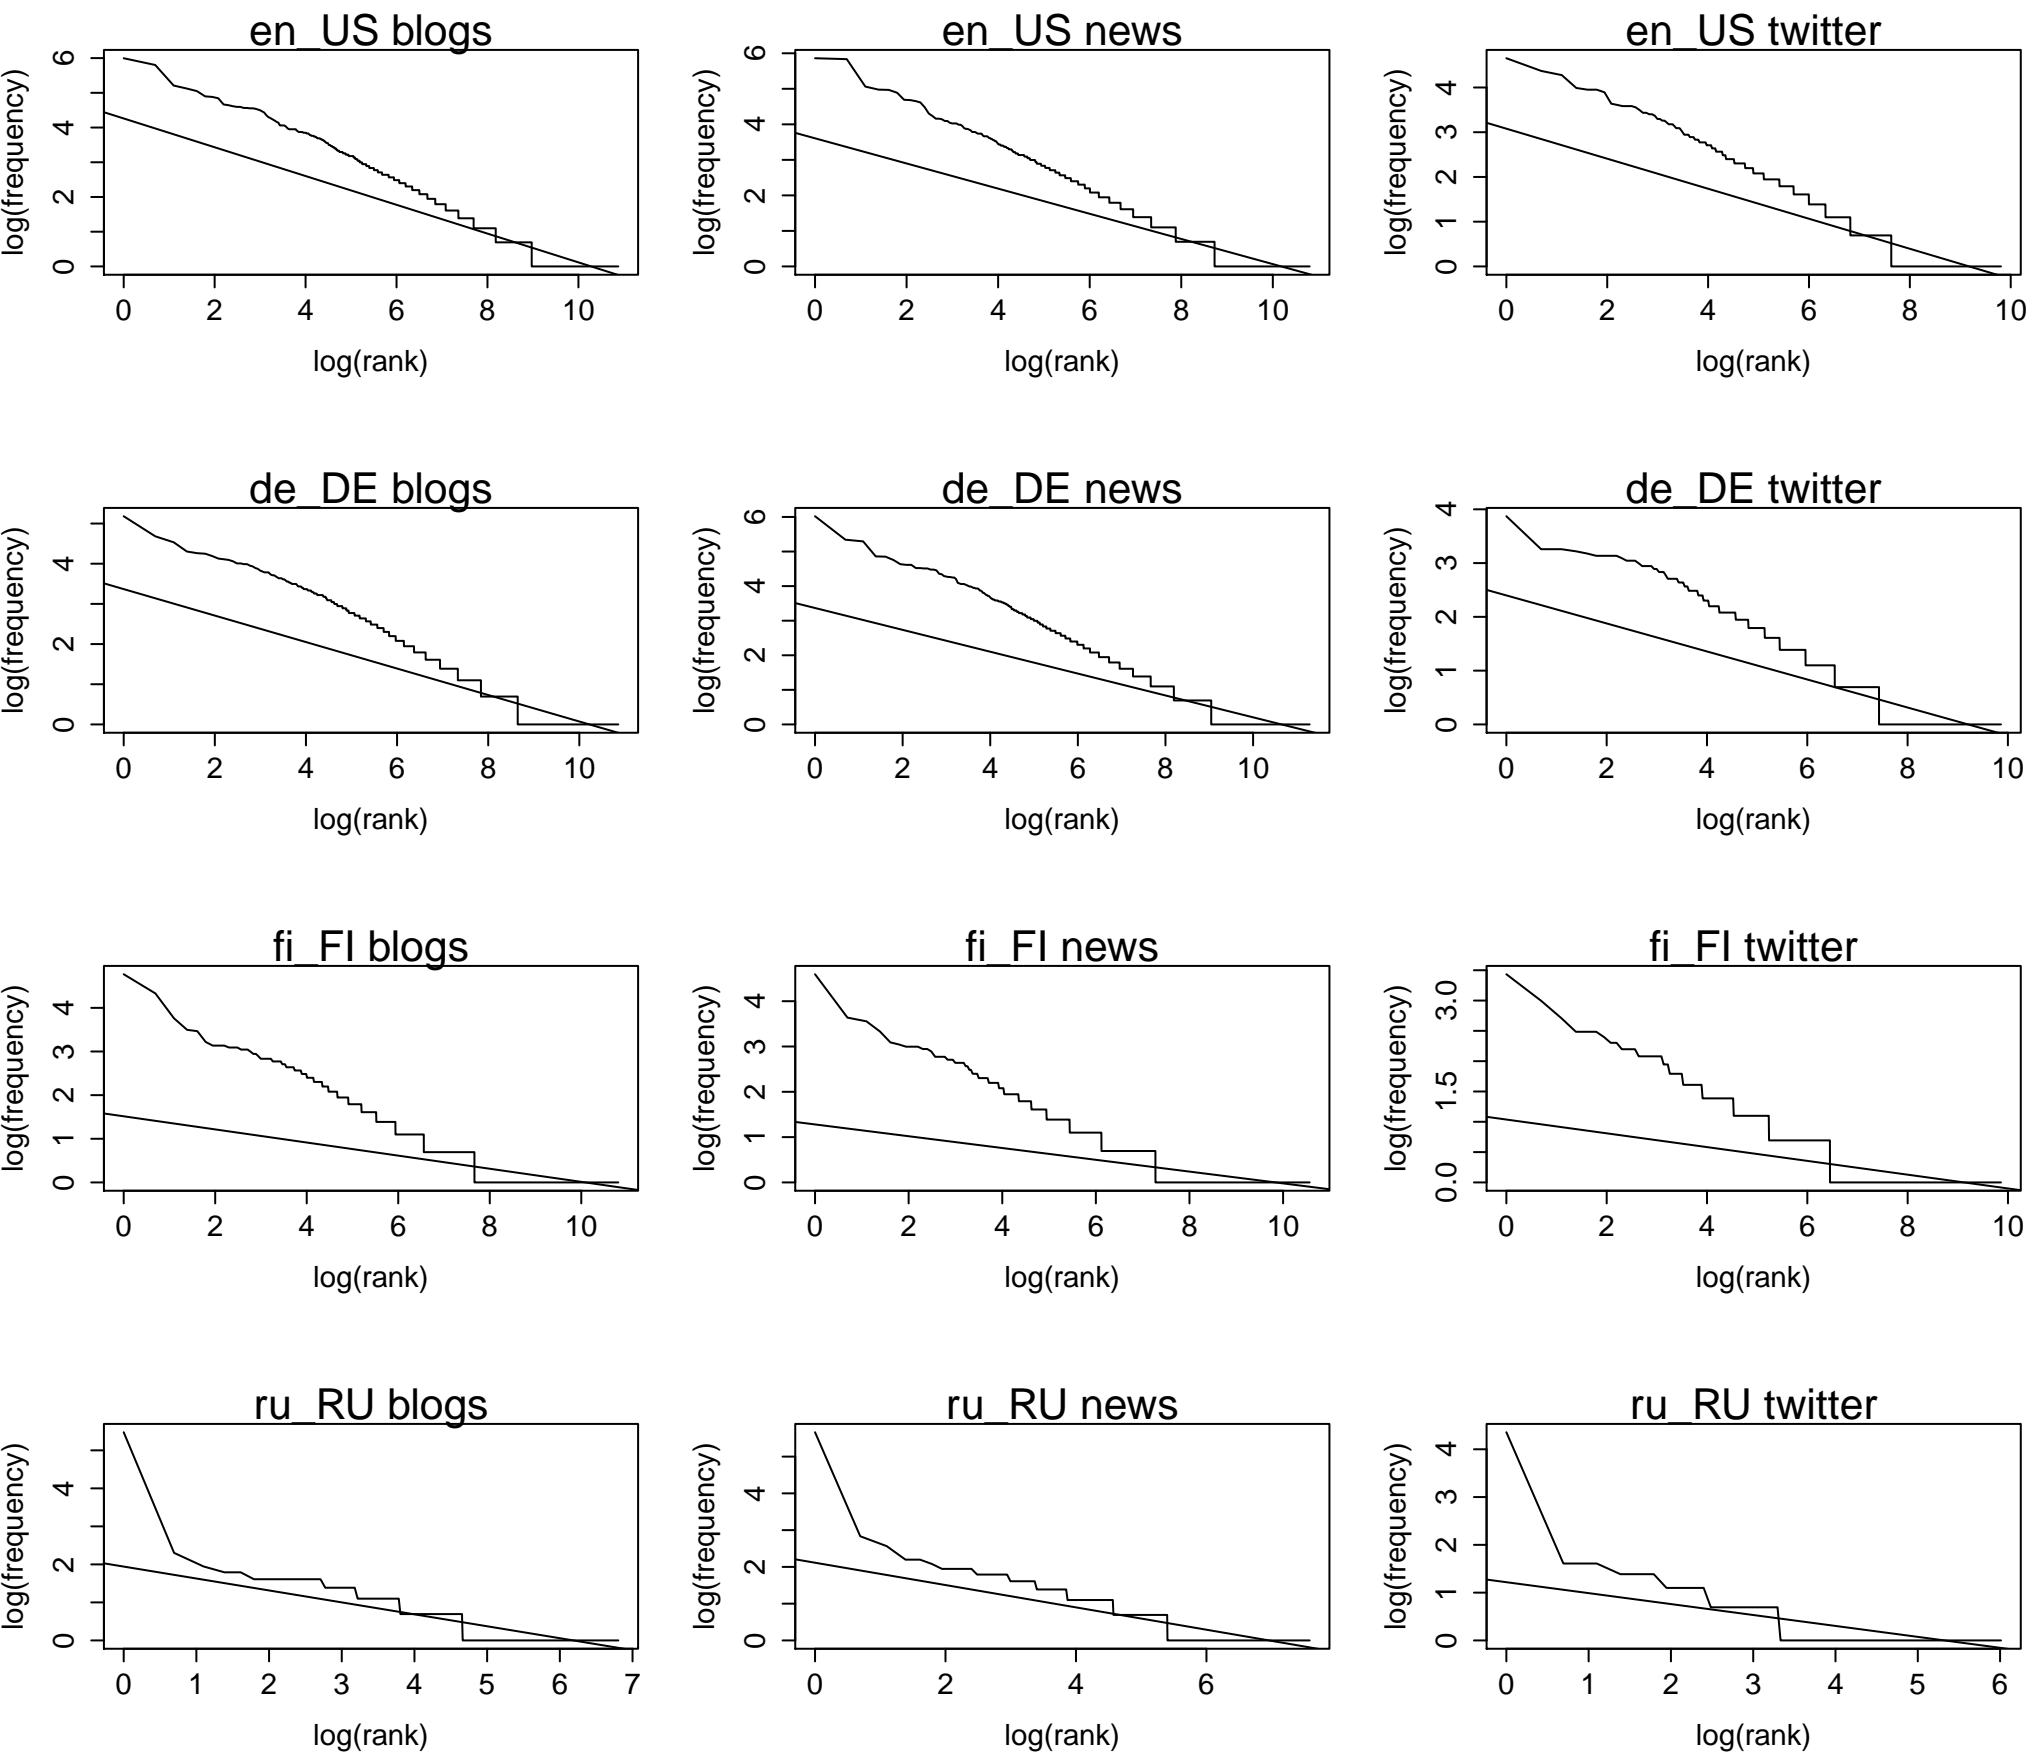 en_US blogs
log(frequency)
0 2 4 6
0 2 4 6 8 10
log(rank)
en_US news
log(frequency)
0 2 4 6
0 2 4 6 8 10
log(rank)
en_US twitter
log(frequency)
0 1 2 3 4
0 2 4 6 8 10
log(rank)
de_DE blogs
log(frequency)
0 2 4
0 2 4 6 8 10
log(rank)
de_DE news
log(frequency)
0 2 4 6
0 2 4 6 8 10
log(rank)
de_DE twitter
log(frequency)
0 1 2 3 4
0 2 4 6 8 10
log(rank)
fi_FI blogs
log(frequency)
0 1 2 3 4
0 2 4 6 8 10
log(rank)
fi_FI news
log(frequency)
0 1 2 3 4
0 2 4 6 8 10
log(rank)
fi_FI twitter
log(frequency)
0.0 1.5 3.0
0 2 4 6 8 10
log(rank)
ru_RU blogs
log(frequency)
0 2 4
0 1 2 3 4 5 6 7
log(rank)
ru_RU news
log(frequency)
0 2 4
0 2 4 6
log(rank)
ru_RU twitter
log(frequency)
0 1 2 3 4
0 1 2 3 4 5 6
log(rank)